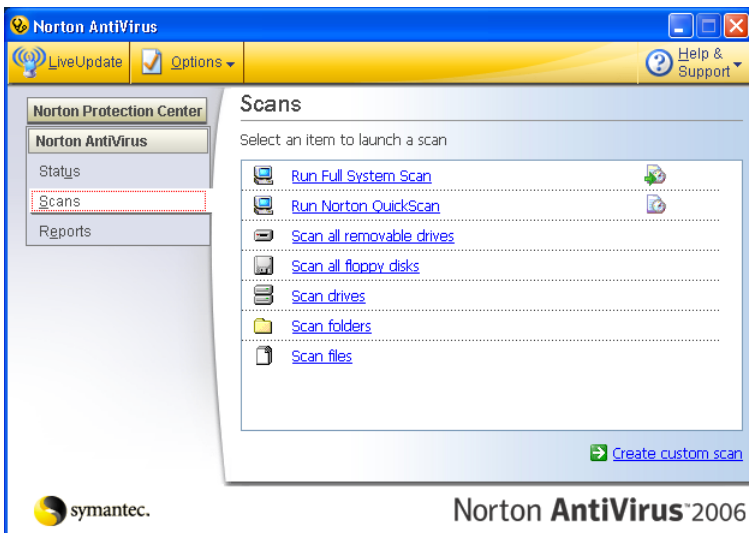 Norton AntiVirus
LiveUpdate
Options
Help & Support
Norton Protection Center
Norton AntiVirus
Status
Scans
Reports
Scans
Select an item to launch a scan
Run Full System Scan
Run Norton QuickScan
Scan all removable drives
Scan all floppy disks
Scan drives
Scan folders
Scan files
Create custom scan
symantec.
Norton AntiVirus™2006